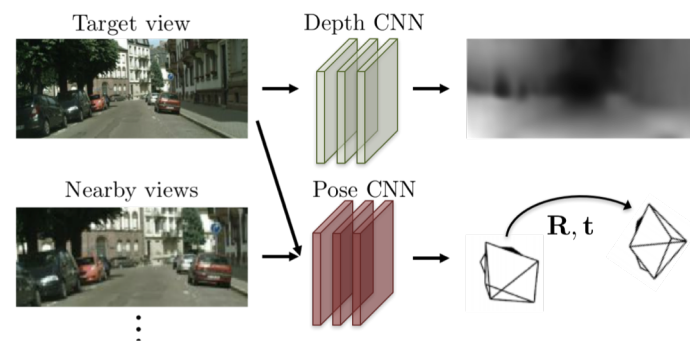 Target view
Depth CNN
Nearby views
Pose CNN
R, t